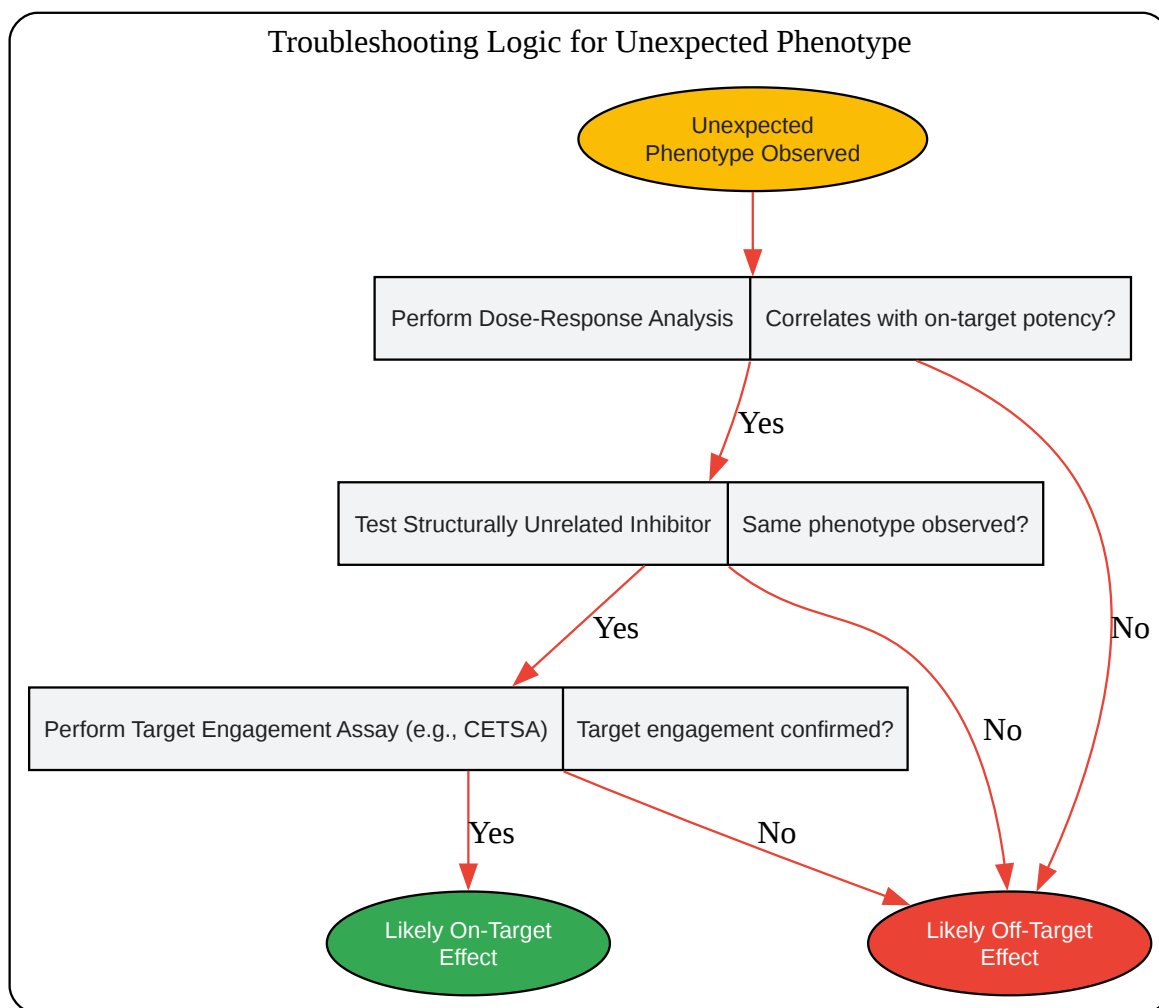 Troubleshooting Logic for Unexpected Phenotype
Unexpected
Phenotype Observed
Perform Dose-Response Analysis
Correlates with on-target potency?
Yes
Test Structurally Unrelated Inhibitor
Same phenotype observed?
Yes
No
Perform Target Engagement Assay (e.g., CETSA)
Target engagement confirmed?
No
Yes
No
Likely On-Target
Effect
Likely Off-Target
Effect